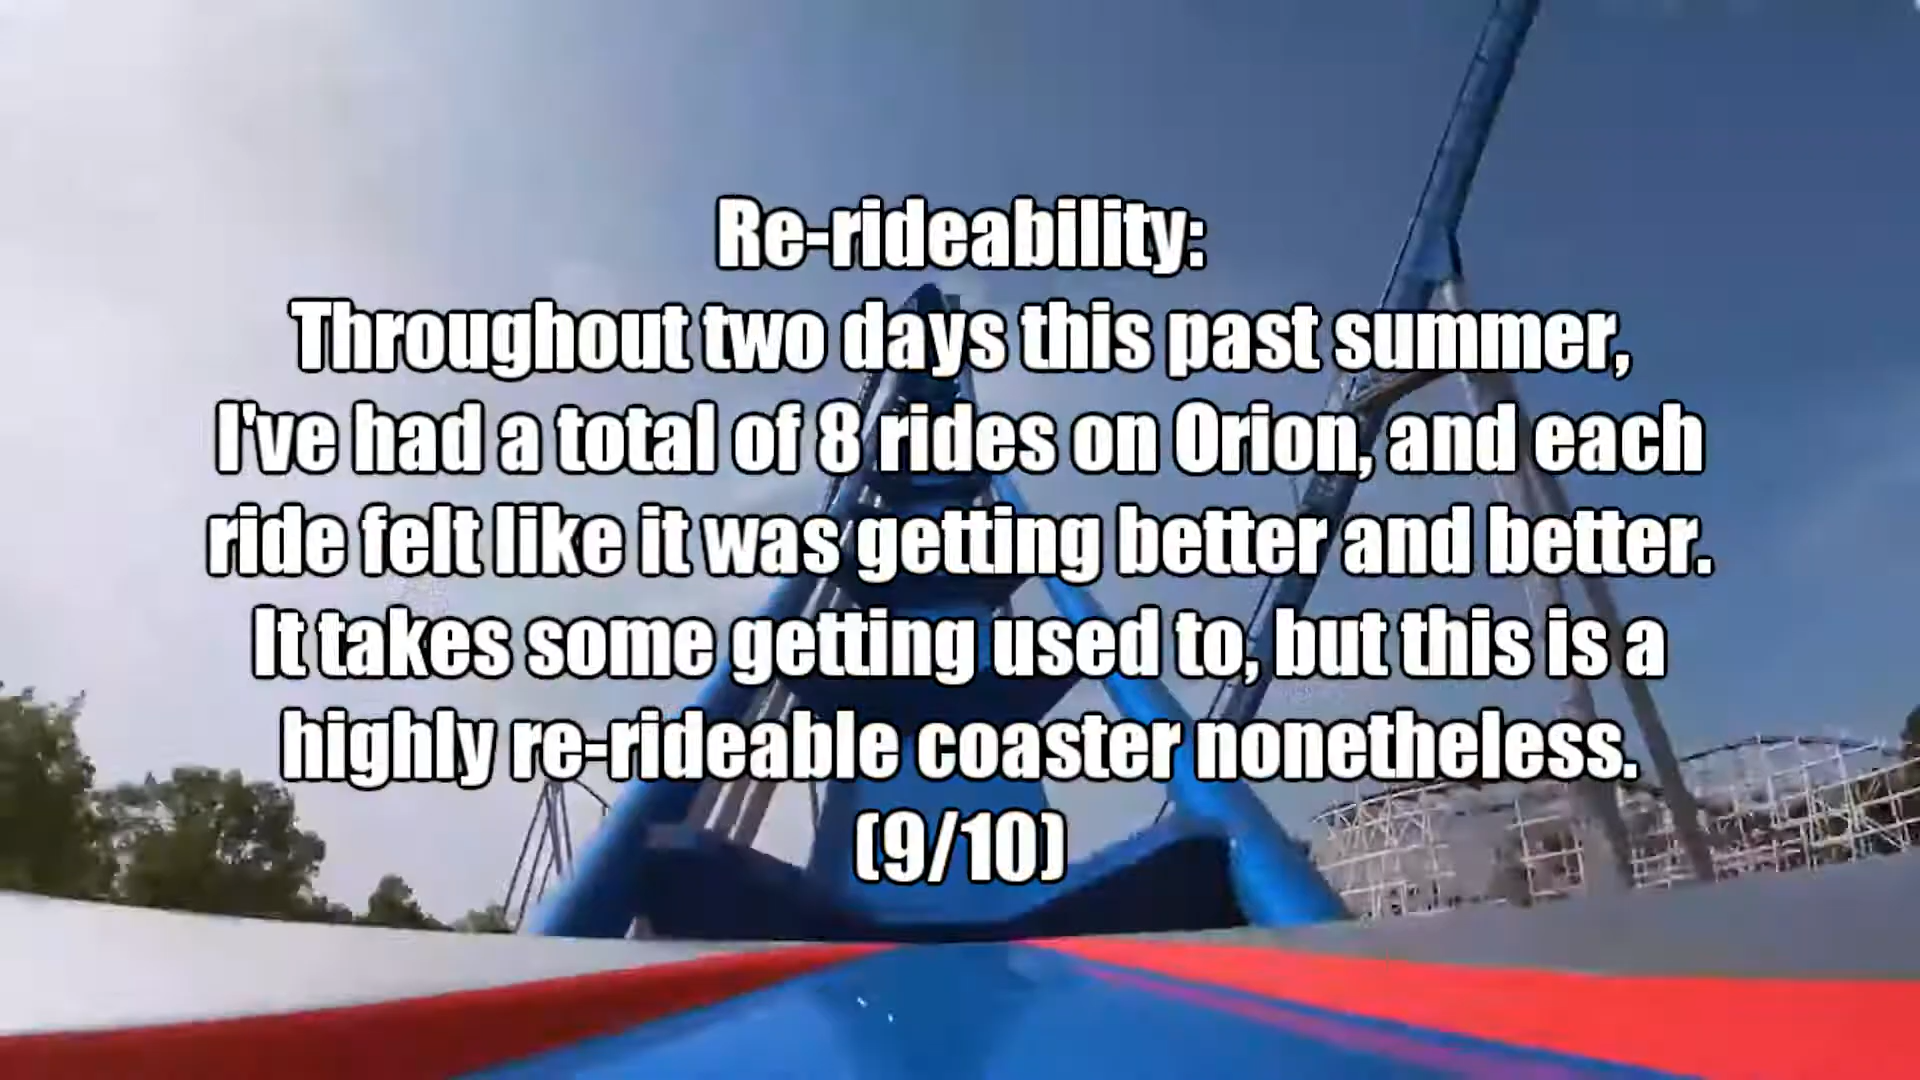 Re-rideability:
Throughout two days this past summer,
I've had a total of 8 rides on Orion, and each
ride felt like it was getting better and better.
It takes some getting used to, but this is a
highly re-rideable coaster nonetheless.
(9/10)